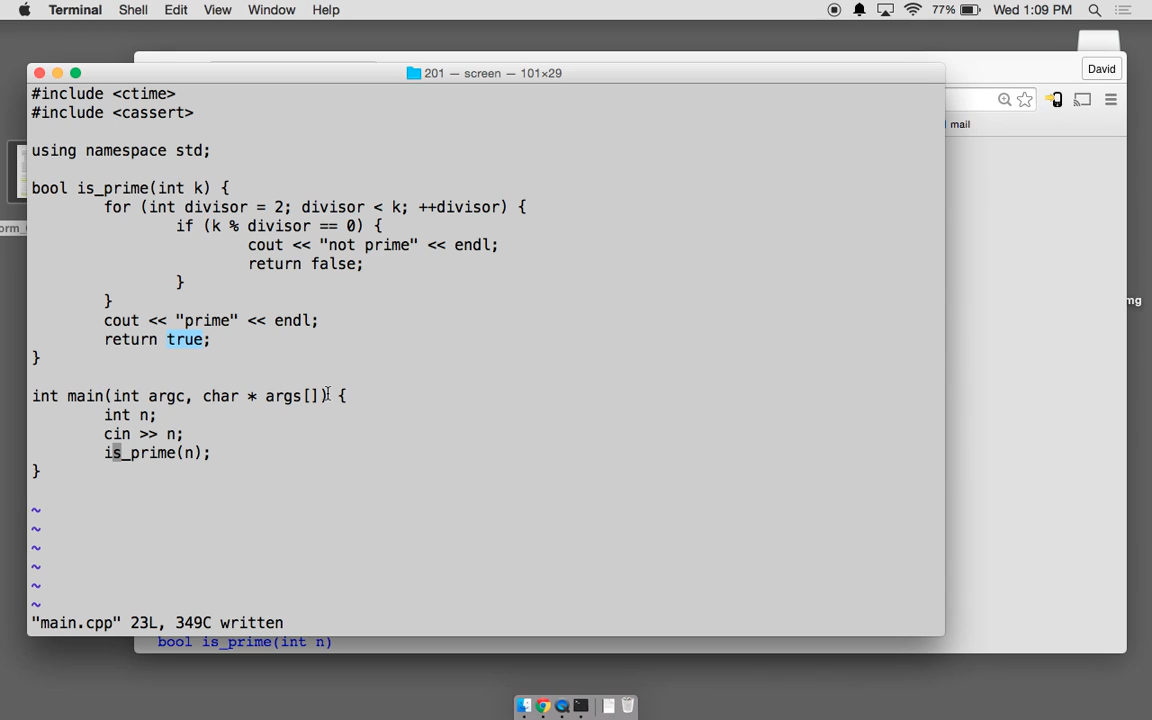 Terminal Shell Edit View Window Help 77% Wed 1:09 PM
David
201 — screen — 101×29
mail
#include <ctime>
#include <cassert>
using namespace std;
bool is_prime(int k) {
for (int divisor = 2; divisor < k; ++divisor) {
if (k % divisor == 0) {
cout << "not prime" << endl;
return false;
}
}
cout << "prime" << endl;
return true;
}
int main(int argc, char * args[]) {
int n;
cin >> n;
is_prime(n);
}
~
~
~
~
~
~
"main.cpp" 23L, 349C written
bool is_prime(int n)